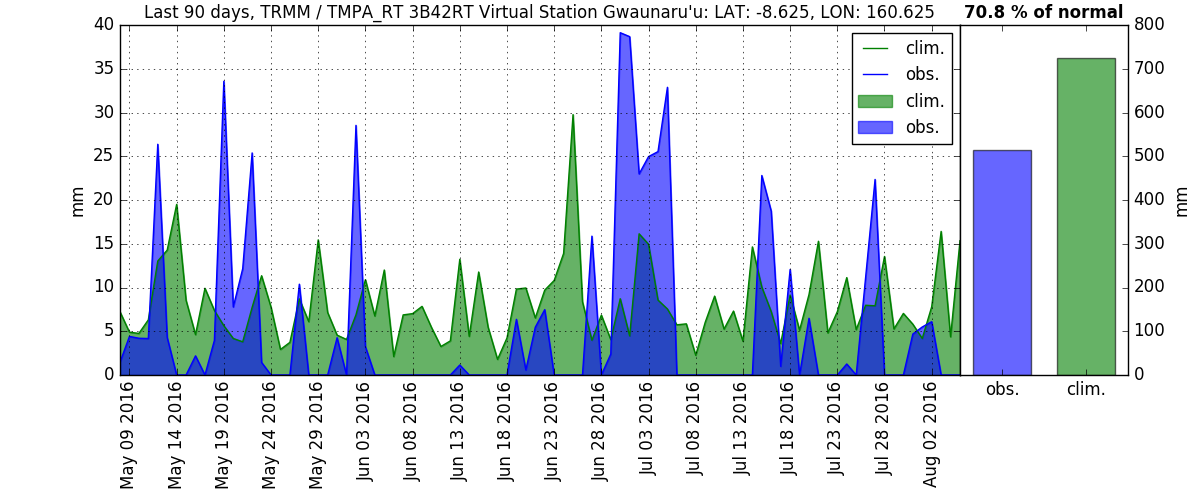 Last 90 days, TRMM / TMPA_RT 3B42RT Virtual Station Gwaunaru'u: LAT: -8.625, LON: 160.625
70.8 % of normal
clim.
obs.
clim.
obs.
mm
40
35
30
25
20
15
10
5
0
May 09 2016
May 14 2016
May 19 2016
May 24 2016
May 29 2016
Jun 03 2016
Jun 08 2016
Jun 13 2016
Jun 18 2016
Jun 23 2016
Jun 28 2016
Jul 03 2016
Jul 08 2016
Jul 13 2016
Jul 18 2016
Jul 23 2016
Jul 28 2016
Aug 02 2016
800
700
600
500
400
300
200
100
0
mm
obs.
clim.